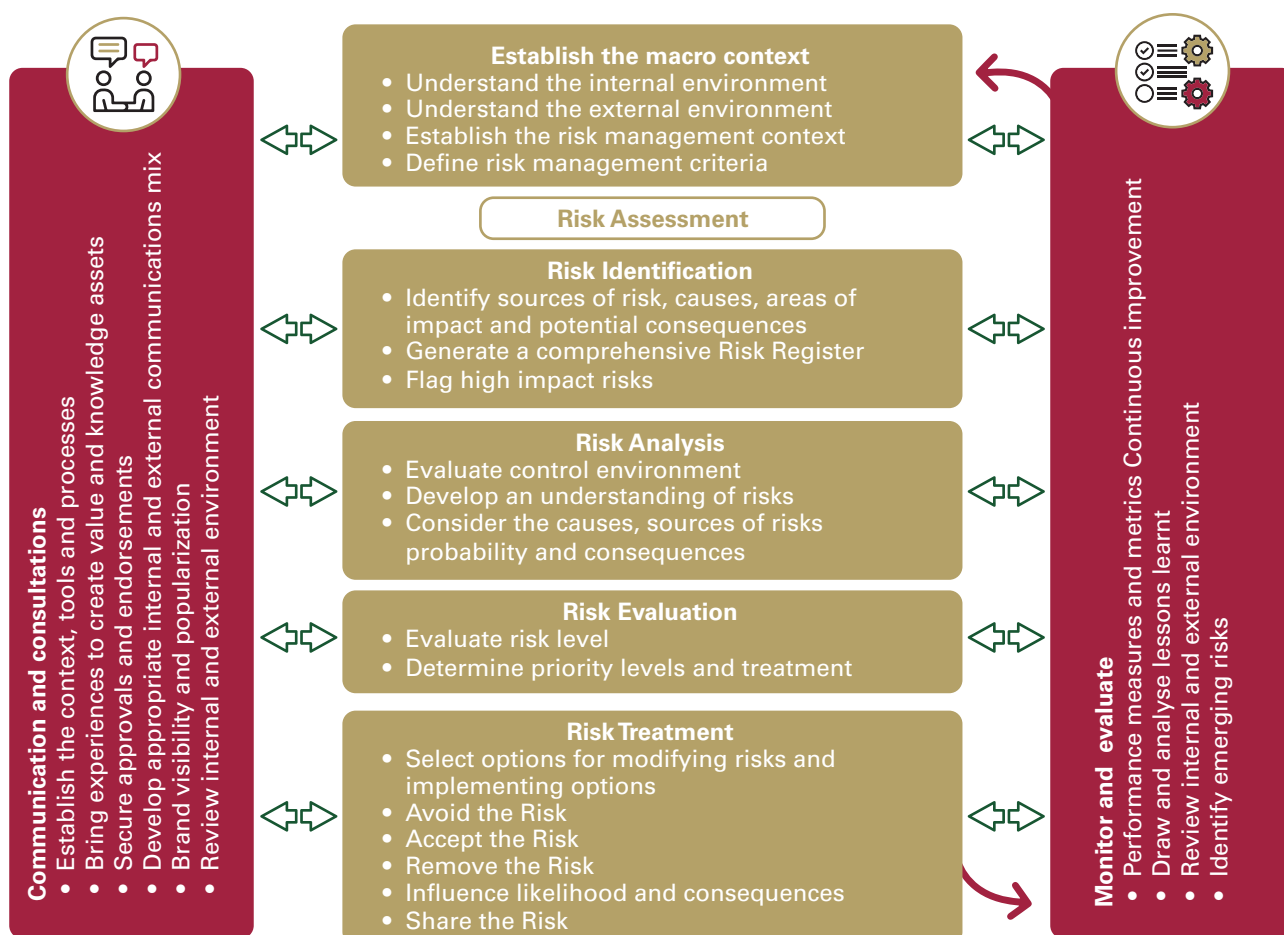 Communication and consultations
• Establish the context, tools and processes
• Bring experiences to create value and knowledge assets
• Secure approvals and endorsements
• Develop appropriate internal and external communications mix
• Brand visibility and popularization
• Review internal and external environment
Establish the macro context
• Understand the internal environment
• Understand the external environment
• Establish the risk management context
• Define risk management criteria
Risk Assessment
Risk Identification
• Identify sources of risk, causes, areas of
impact and potential consequences
• Generate a comprehensive Risk Register
• Flag high impact risks
Risk Analysis
• Evaluate control environment
• Develop an understanding of risks
• Consider the causes, sources of risks
probability and consequences
Risk Evaluation
• Evaluate risk level
• Determine priority levels and treatment
Risk Treatment
• Select options for modifying risks and
implementing options
• Avoid the Risk
• Accept the Risk
• Remove the Risk
• Influence likelihood and consequences
• Share the Risk
Monitor and evaluate
• Performance measures and metrics Continuous improvement
• Draw and analyse lessons learnt
• Review internal and external environment
• Identify emerging risks